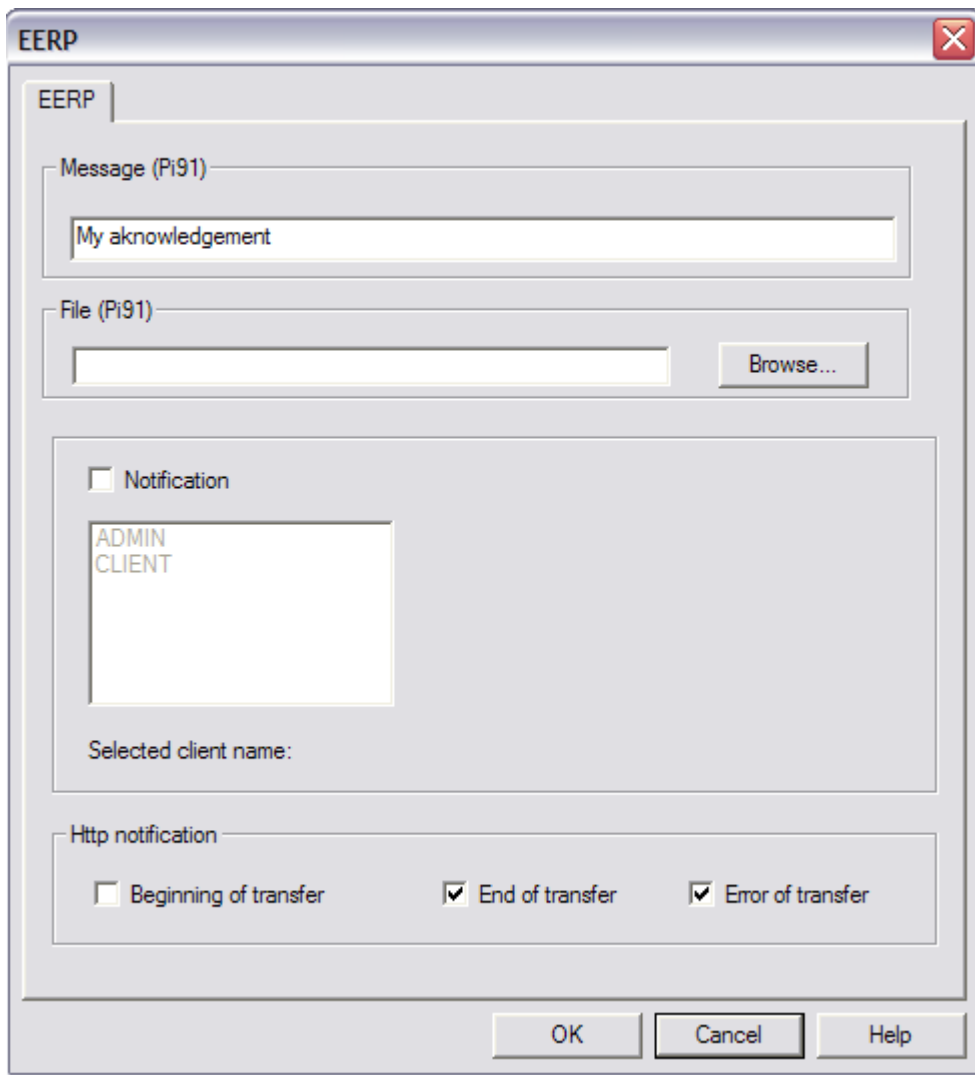 EERP
EERP
Message (Pi91)
My aknowledgement
File (Pi91)
Browse...
Notification
ADMIN
CLIENT
Selected client name:
Http notification
Beginning of transfer End of transfer Error of transfer
OK Cancel Help